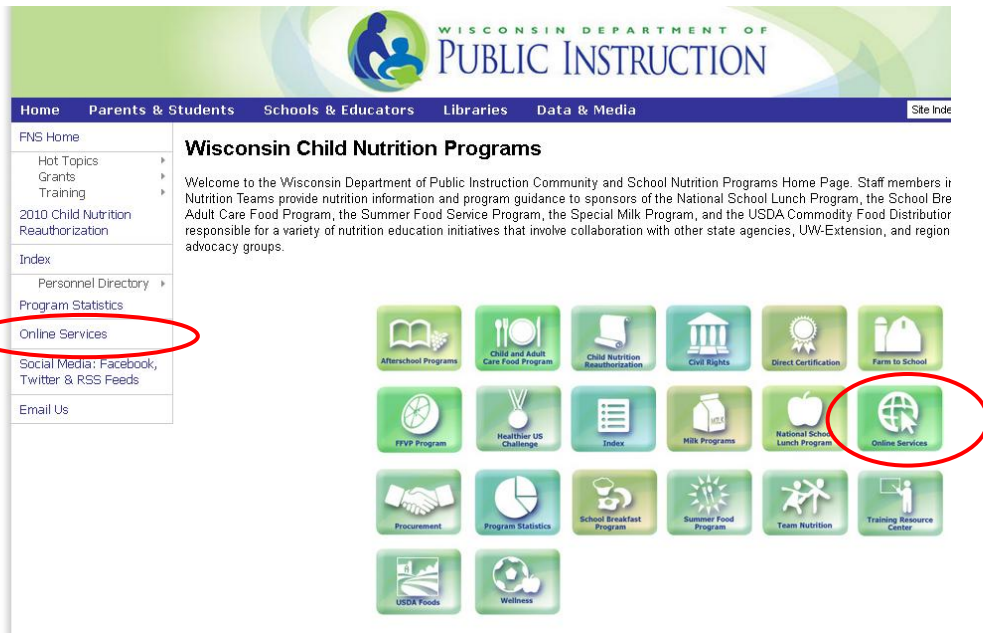 WISCONSIN DEPARTMENT OF
PUBLIC INSTRUCTION
Home Parents & Students Schools & Educators Libraries Data & Media Site Inde
FNS Home
Hot Topics
Grants
Training
2010 Child Nutrition
Reauthorization
Index
Personnel Directory
Program Statistics
Online Services
Social Media: Facebook,
Twitter & RSS Feeds
Email Us
Wisconsin Child Nutrition Programs
Welcome to the Wisconsin Department of Public Instruction Community and School Nutrition Programs Home Page. Staff members in
Nutrition Teams provide nutrition information and program guidance to sponsors of the National School Lunch Program, the School Bre
Adult Care Food Program, the Summer Food Service Program, the Special Milk Program, and the USDA Commodity Food Distribution
responsible for a variety of nutrition education initiatives that involve collaboration with other state agencies, UW-Extension, and region
advocacy groups.
Afterschool Programs
Child and Adult
Care Food Program
Child Nutrition
Reauthorization
Civil Rights
Direct Certification
Farm to School
FFVP Program
Healthier US
Challenge
Index
Milk Programs
National School
Lunch Program
Online Services
Procurement
Program Statistics
School Breakfast
Program
Summer Food
Program
Team Nutrition
Training Resource
Center
USDA Foods
Wellness